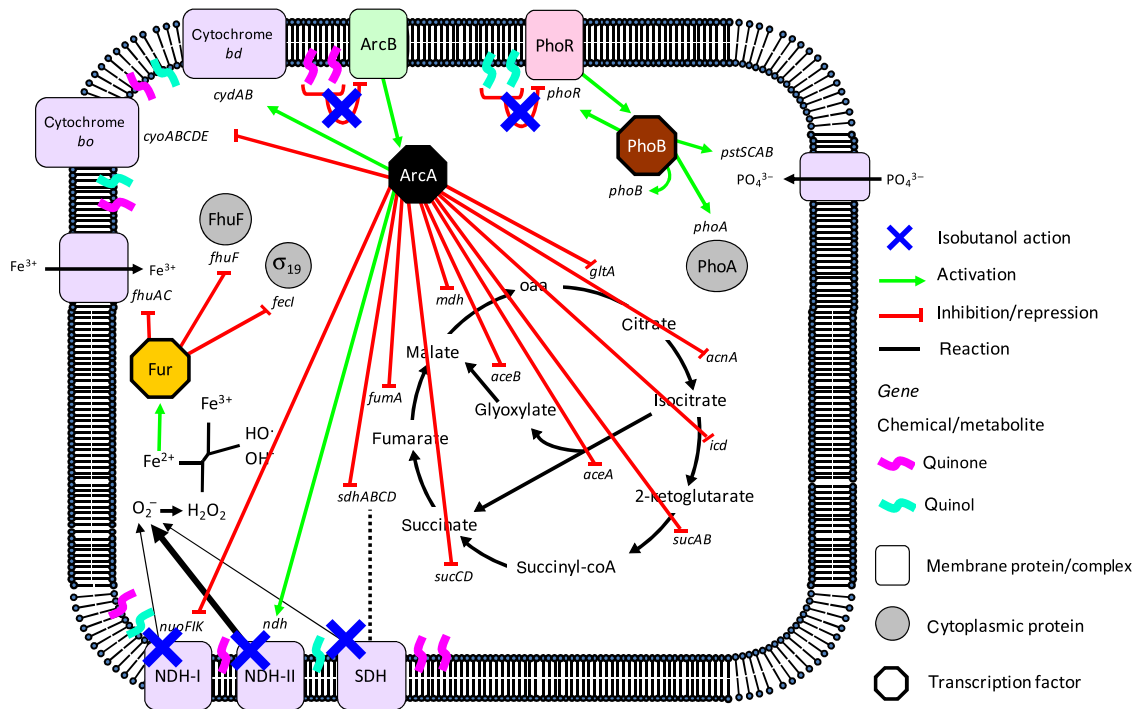 Cytochrome
bd
ArcB
PhoR
cydAB
phoR
Cytochrome
bo
cyoABCDE
ArcA
PhoB
pstSCAB
phoB
PO₄³⁻
PO₄³⁻
phoA
PhoA
FhuF
fhuF
σ₁₉
fecI
Fe³⁺
Fe³⁺
fhuAC
Fur
gltA
mdh
oaa
Citrate
acnA
Malate
aceB
Isocitrate
fumA
Glyoxylate
Fumarate
icd
aceA
2-ketoglutarate
sdhABCD
Succinate
sucAB
Succinyl-coA
sucCD
Fe³⁺
HO·
OH⁻
Fe²⁺
O₂⁻
H₂O₂
nuoFIK
ndh
NDH-I
NDH-II
SDH
Isobutanol action
Activation
Inhibition/repression
Reaction
Gene
Chemical/metabolite
Quinone
Quinol
Membrane protein/complex
Cytoplasmic protein
Transcription factor